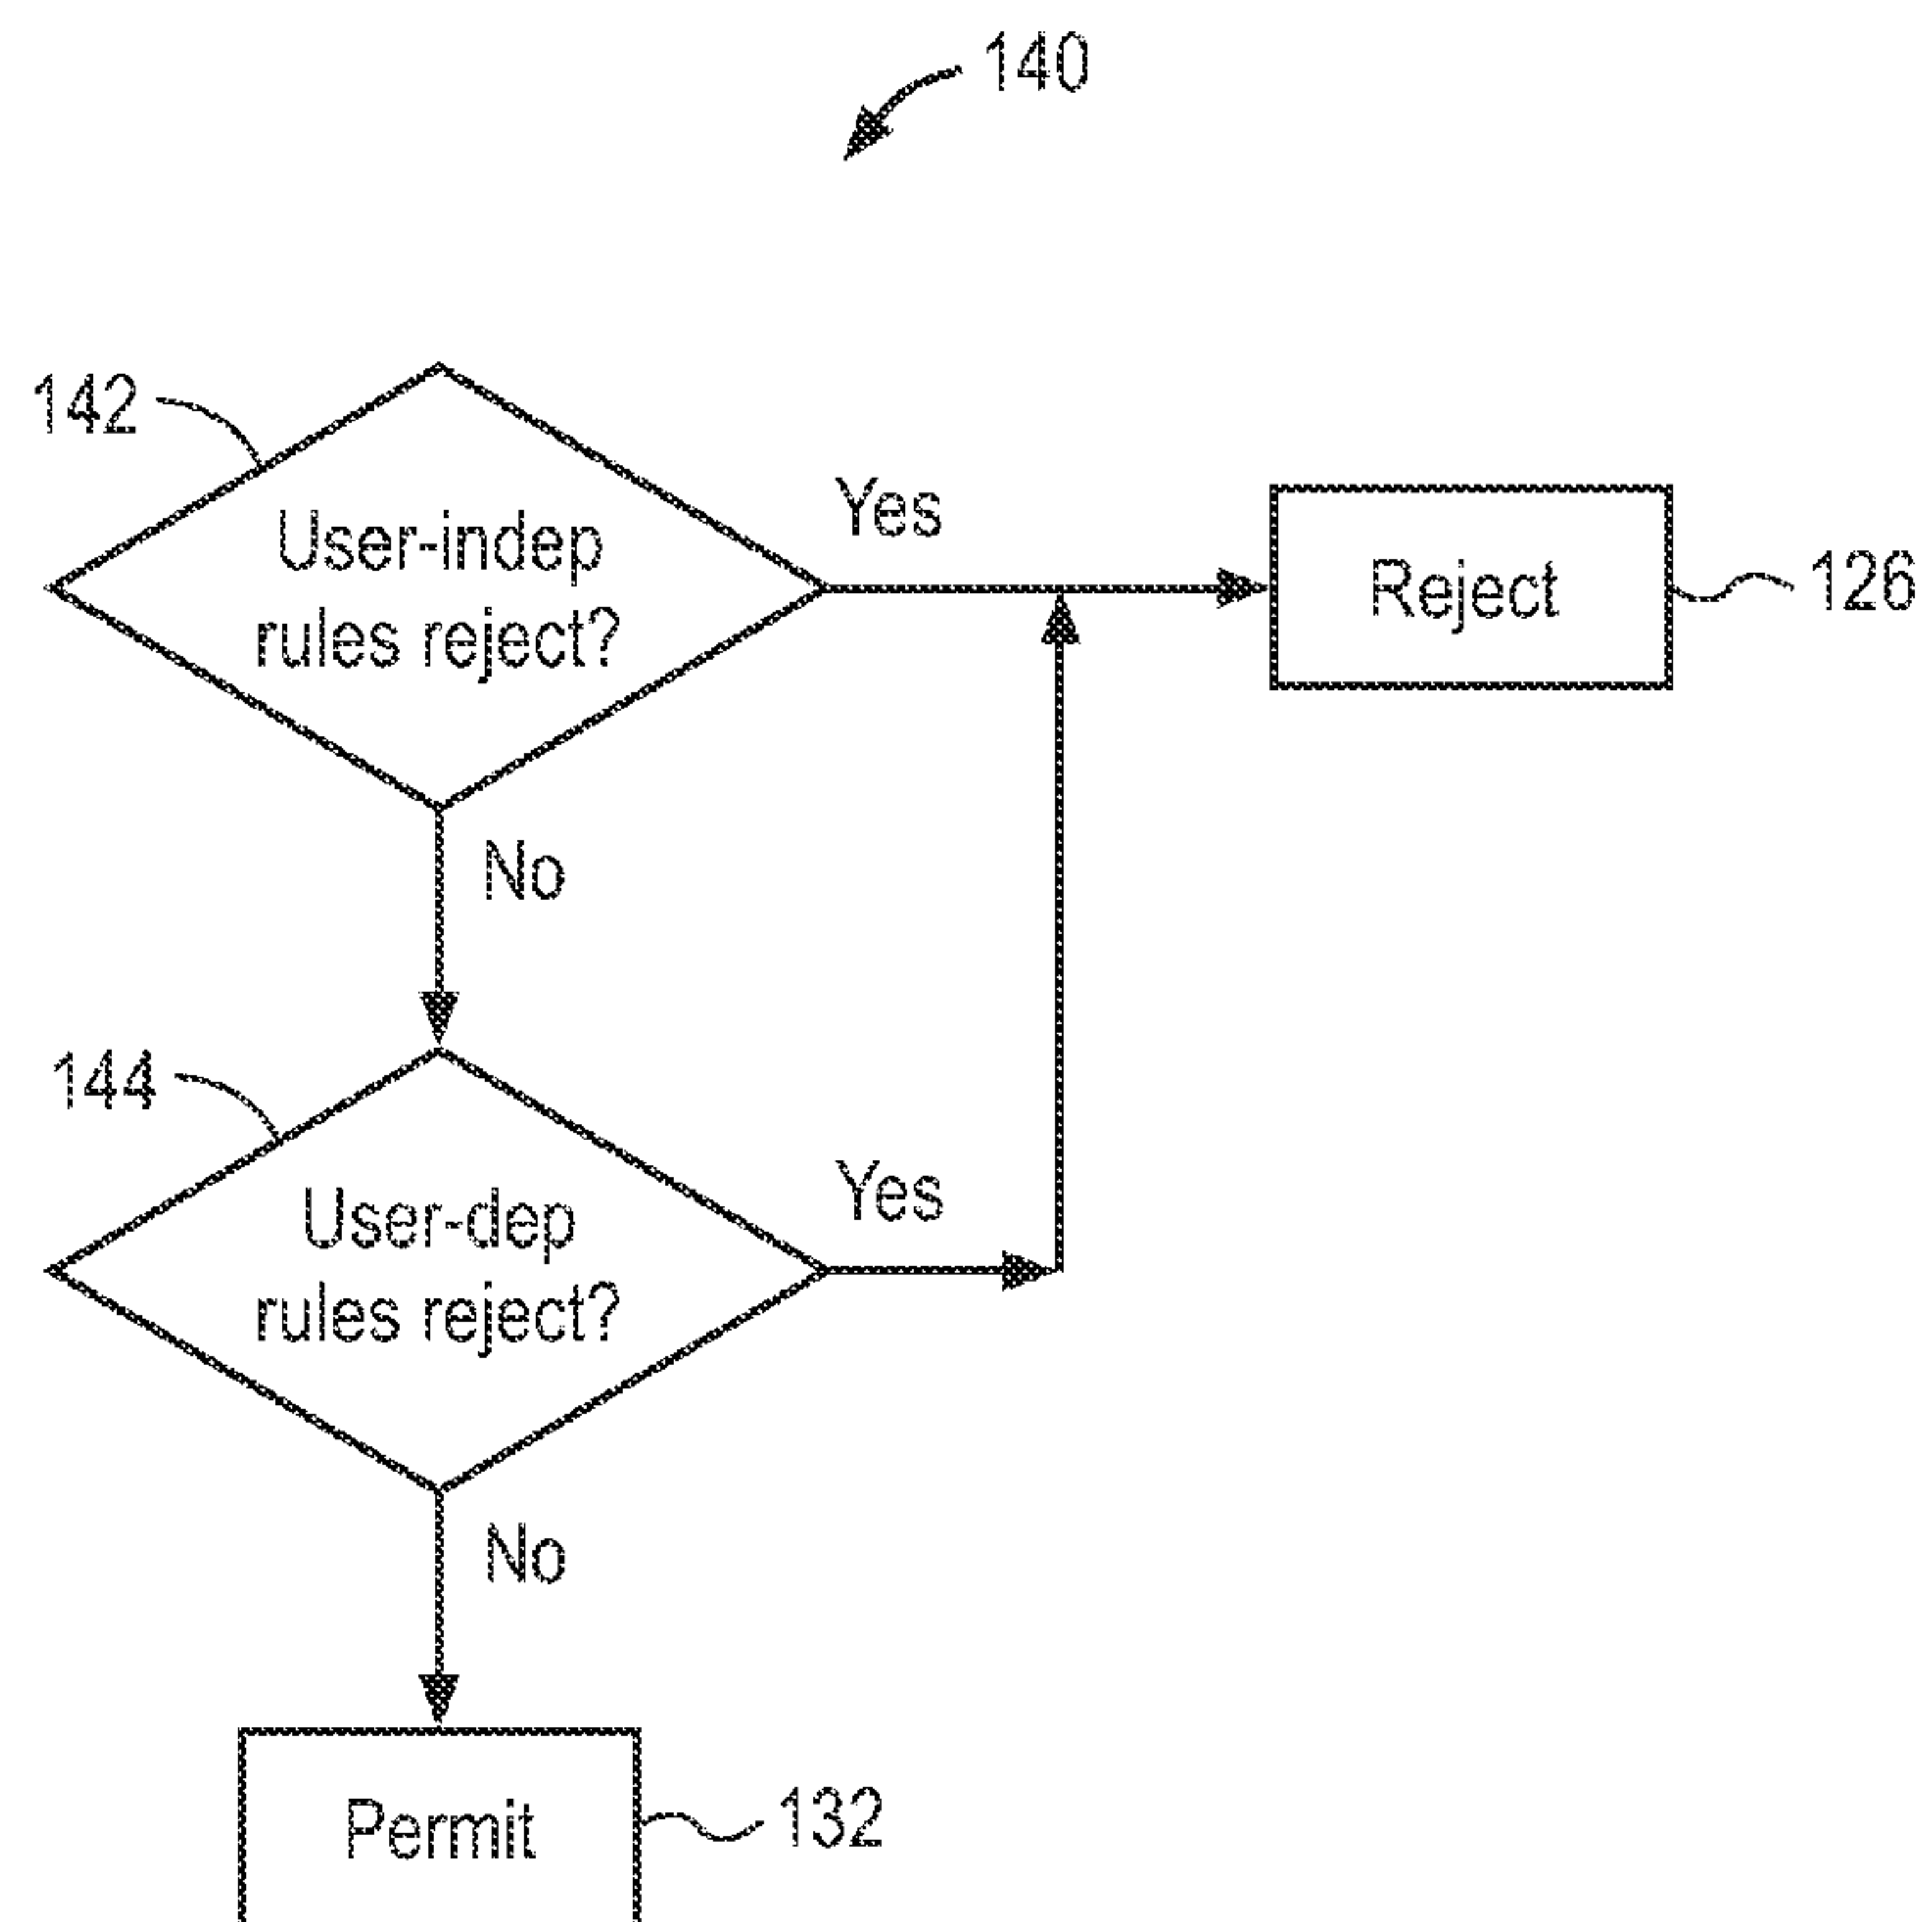 140
142
User-indep
rules reject?
Yes
Reject
126
No
144
User-dep
rules reject?
Yes
No
Permit
132